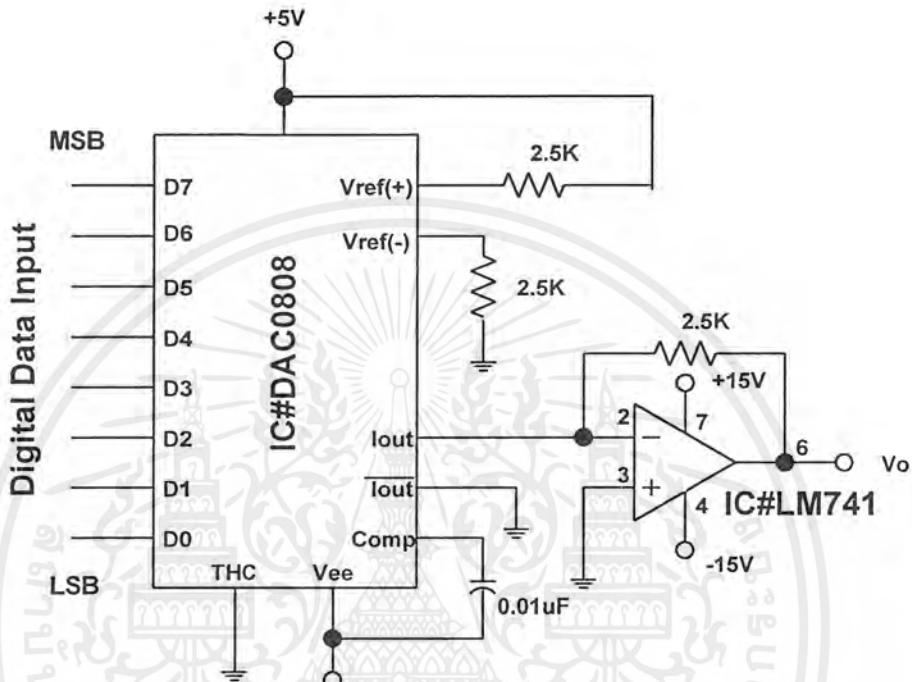 +5V
MSB
2.5K
D7
Vref(+)
D6
Vref(-)
D5
2.5K
D4
2.5K
D3
+15V
D2
Iout
2
7
6
Vo
D1
Iout
3
4
IC#LM741
D0
Comp
-15V
LSB
THC
Vee
0.01uF
Digital Data Input
IC#DAC0808